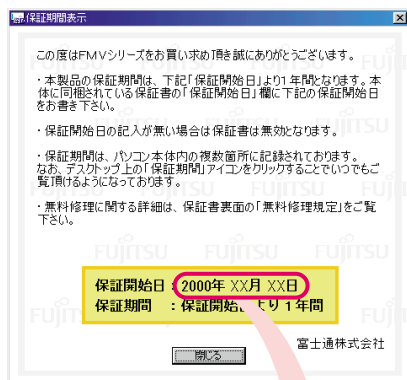 保証期間表示
この度はFMVシリーズをお買い求め頂き誠にありがとうございます。
・本製品の保証期間は、下記「保証開始日」より1年間となります。本
体に同梱されている保証書の「保証開始日」欄に下記の保証開始日
をお書き下さい。
・保証開始日の記入が無い場合は保証書は無効となります。
・保証期間は、パソコン本体内の複数箇所に記録されております。
なお、デスクトップ上の「保証期間」アイコンをクリックすることでいつでもご
覧頂けるようになっております。
・無料修理に関する詳細は、保証書裏面の「無料修理規定」をご覧
下さい。
保証開始日：2000年 XX月 XX日
保証期間　：保証開始日より1年間
富士通株式会社
閉じる